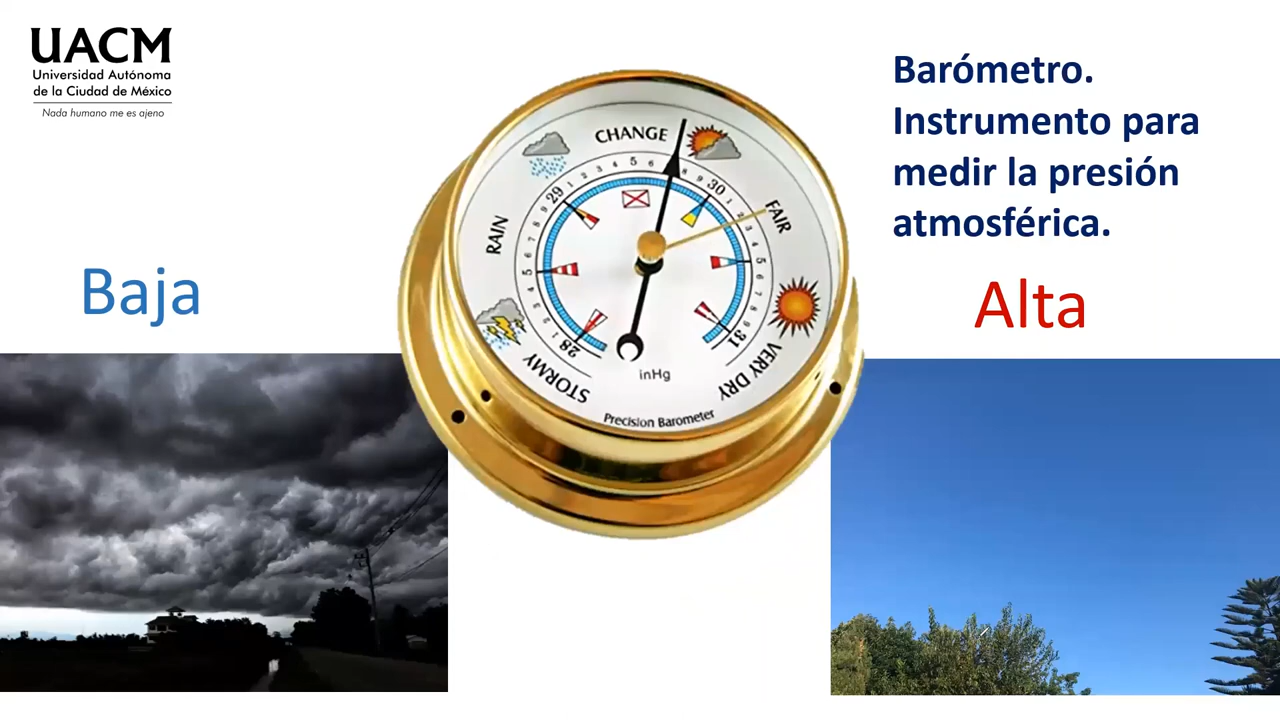 UACM
Universidad Autónoma
de la Ciudad de México
Nada humano me es ajeno
Barómetro.
Instrumento para
medir la presión
atmosférica.
Baja
Alta
CHANGE
RAIN
FAIR
STORMY
VERY DRY
28
29
30
31
inHg
Precision Barometer